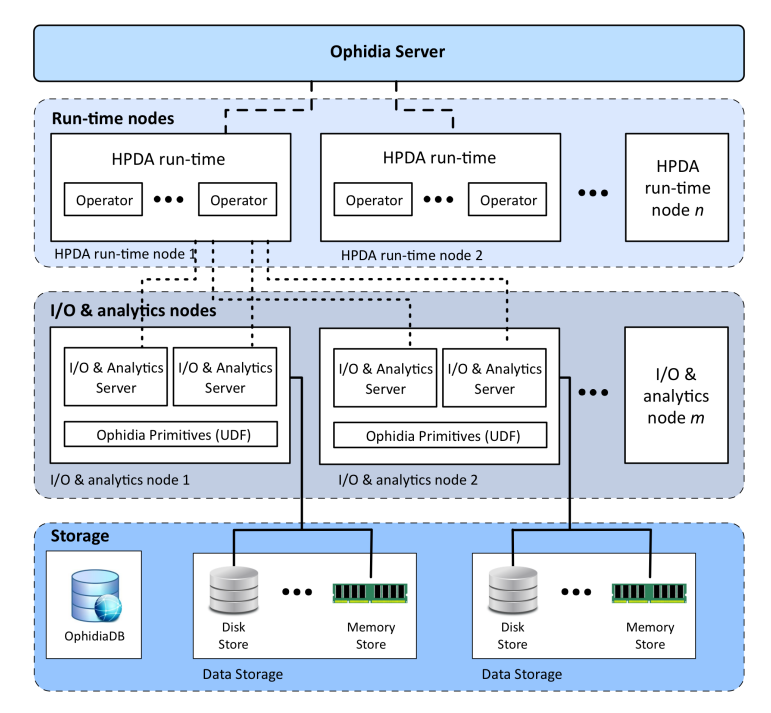 Ophidia Server
Run-time nodes
HPDA run-time
Operator
Operator
HPDA run-time node 1
HPDA run-time
Operator
Operator
HPDA run-time node 2
HPDA
run-time
node n
I/O & analytics nodes
I/O & Analytics
Server
I/O & Analytics
Server
Ophidia Primitives (UDF)
I/O & analytics node 1
I/O & Analytics
Server
I/O & Analytics
Server
Ophidia Primitives (UDF)
I/O & analytics node 2
I/O &
analytics
node m
Storage
OphidiaDB
Disk
Store
Memory
Store
Data Storage
Disk
Store
Memory
Store
Data Storage